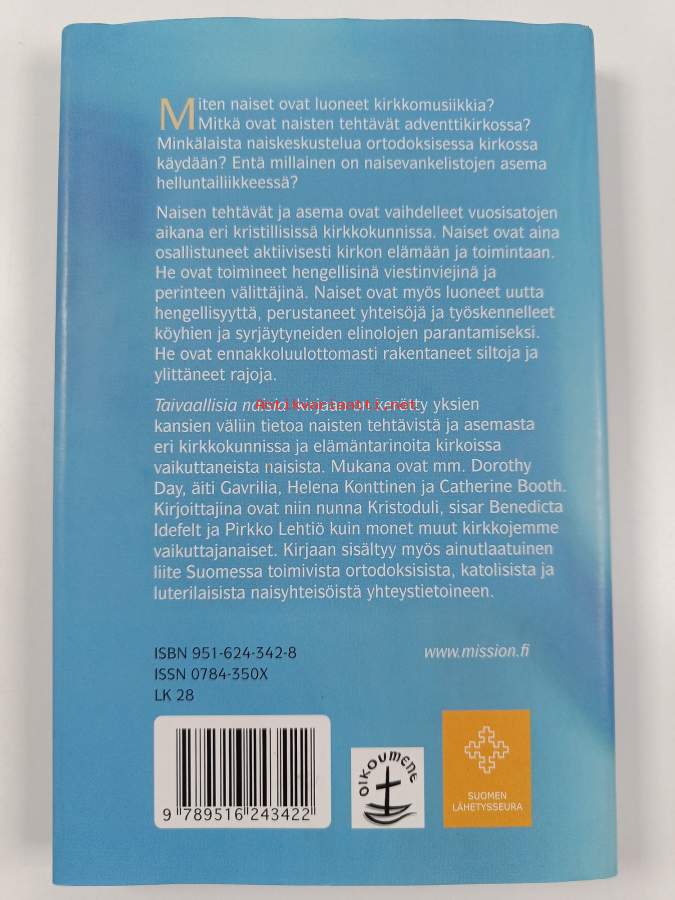 Miten naiset ovat luoneet kirkkomusiikkia?
Mitkä ovat naisten tehtävät adventtikirkossa?
Minkälaista naiskeskustelua ortodoksisessa kirkossa
käydään? Entä millainen on naisevankelistojen asema
helluntailiikkeessä?
Naisen tehtävät ja asema ovat vaihdelleet vuosisatojen
aikana eri kristillisissä kirkkokunnissa. Naiset ovat aina
osallistuneet aktiivisesti kirkon elämään ja toimintaan.
He ovat toimineet hengellisinä viestinviejinä ja
perinteen välittäjinä. Naiset ovat myös luoneet uutta
hengellisyyttä, perustaneet yhteisöjä ja työskennelleet
köyhien ja syrjäytyneiden elinolojen parantamiseksi.
He ovat ennakkoluulottomasti rakentaneet siltoja ja
ylittäneet rajoja.
Taivaallisia naisia -kirjaan on kerätty yksien
Antikvariaatti.net
kansien väliin tietoa naisten tehtävistä ja asemasta
eri kirkkokunnissa ja elämäntarinoita kirkoissa
vaikuttaneista naisista. Mukana ovat mm. Dorothy
Day, äiti Gavrilia, Helena Konttinen ja Catherine Booth.
Kirjoittajina ovat niin nunna Kristoduli, sisar Benedicta
Idefelt ja Pirkko Lehtiö kuin monet muut kirkkojemme
vaikuttajanaiset. Kirjaan sisältyy myös ainutlaatuinen
liite Suomessa toimivista ortodoksisista, katolisista ja
luterilaisista naisyhteisöistä yhteystietoineen.
ISBN 951-624-342-8
www.mission.fi
ISSN 0784-350X
LK 28
9 789516 243422
OIKOUMENE
SUOMEN
LÄHETYSSEURA